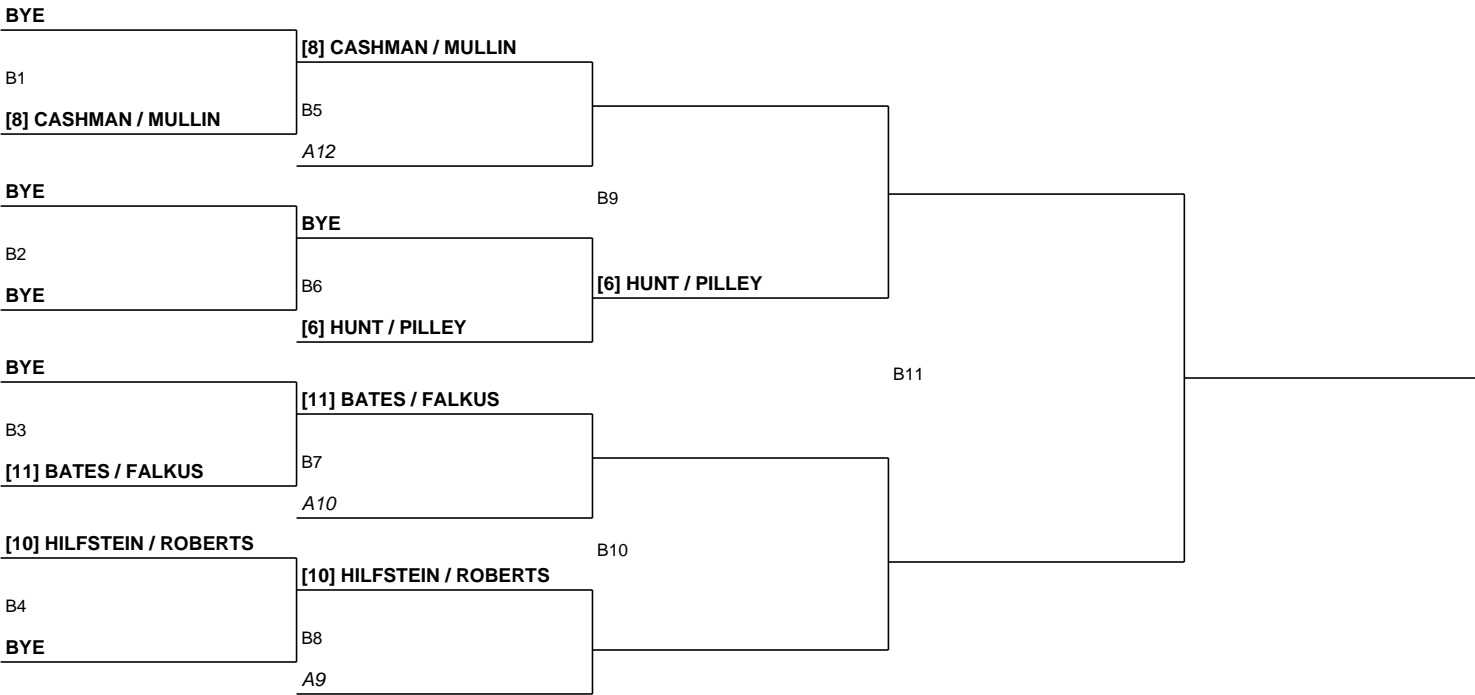 BYE
[8] CASHMAN / MULLIN
B1
B5
[8] CASHMAN / MULLIN
A12
BYE
B9
BYE
B2
B6
[6] HUNT / PILLEY
BYE
[6] HUNT / PILLEY
BYE
B11
[11] BATES / FALKUS
B3
B7
[11] BATES / FALKUS
A10
[10] HILFSTEIN / ROBERTS
B10
[10] HILFSTEIN / ROBERTS
B4
B8
BYE
A9